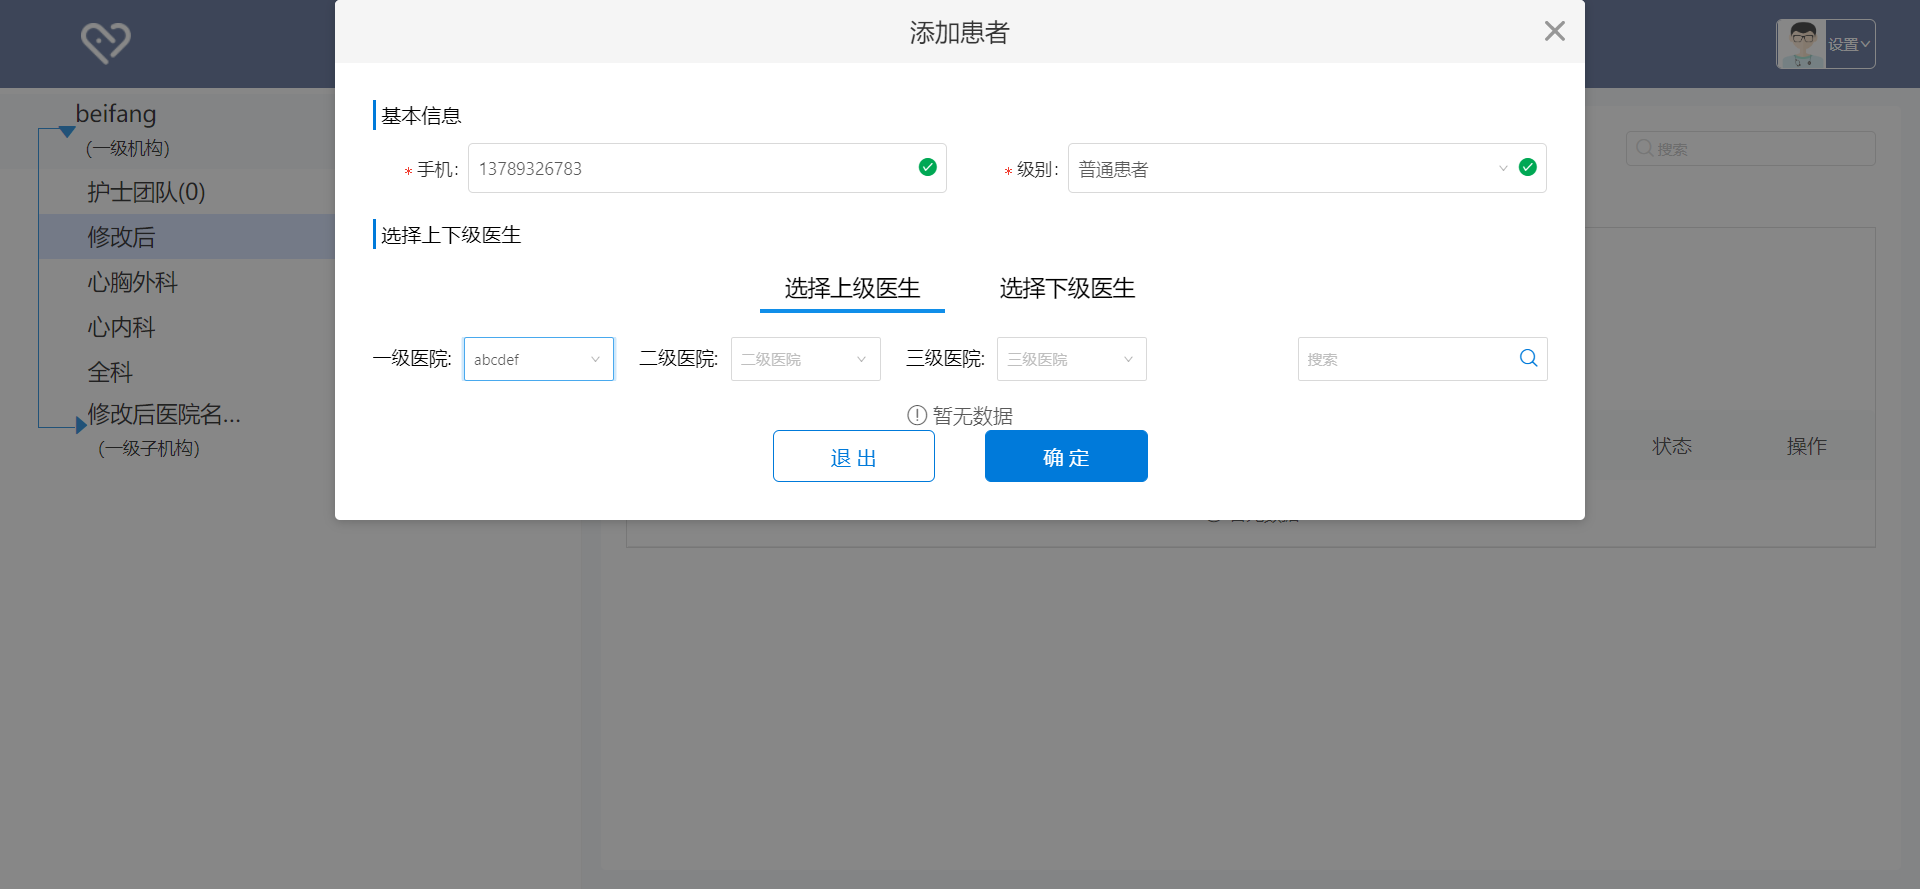 添加患者
设置
beifang
(一级机构)
护士团队(0)
修改后
心胸外科
心内科
全科
修改后医院名...
(一级子机构)
搜索
基本信息
* 手机: 13789326783
* 级别: 普通患者
选择上下级医生
选择上级医生 选择下级医生
一级医院: abcdef 二级医院: 二级医院 三级医院: 三级医院 搜索
暂无数据
退 出 确 定
状态 操作